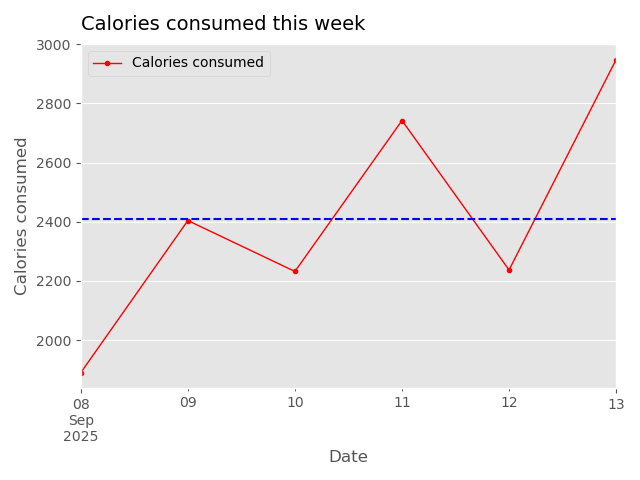 Calories consumed this week
Calories consumed
3000
2800
2600
2400
2200
2000
Calories consumed
08
Sep
2025
09
10
11
12
13
Date